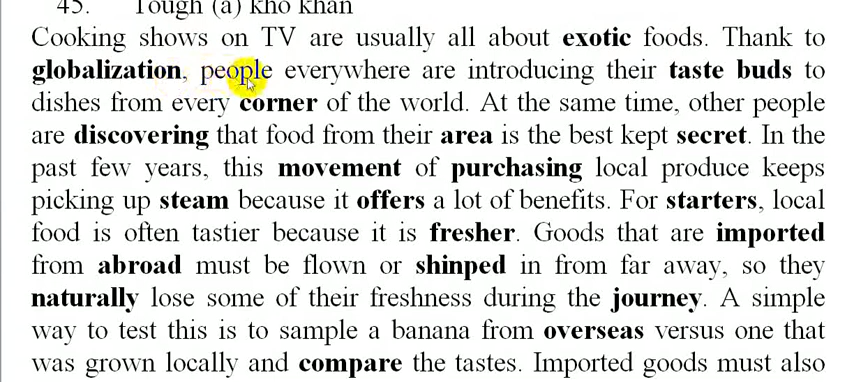 45. Tough (a) khó khăn
Cooking shows on TV are usually all about exotic foods. Thank to
globalization, people everywhere are introducing their taste buds to
dishes from every corner of the world. At the same time, other people
are discovering that food from their area is the best kept secret. In the
past few years, this movement of purchasing local produce keeps
picking up steam because it offers a lot of benefits. For starters, local
food is often tastier because it is fresher. Goods that are imported
from abroad must be flown or shinped in from far away, so they
naturally lose some of their freshness during the journey. A simple
way to test this is to sample a banana from overseas versus one that
was grown locally and compare the tastes. Imported goods must also